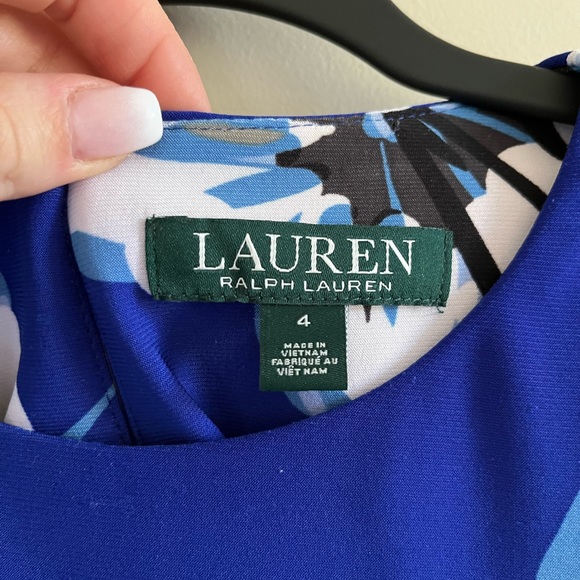 LAUREN
RALPH LAUREN
4
MADE IN
VIETNAM
FABRIQUÉ AU
VIÊT NAM